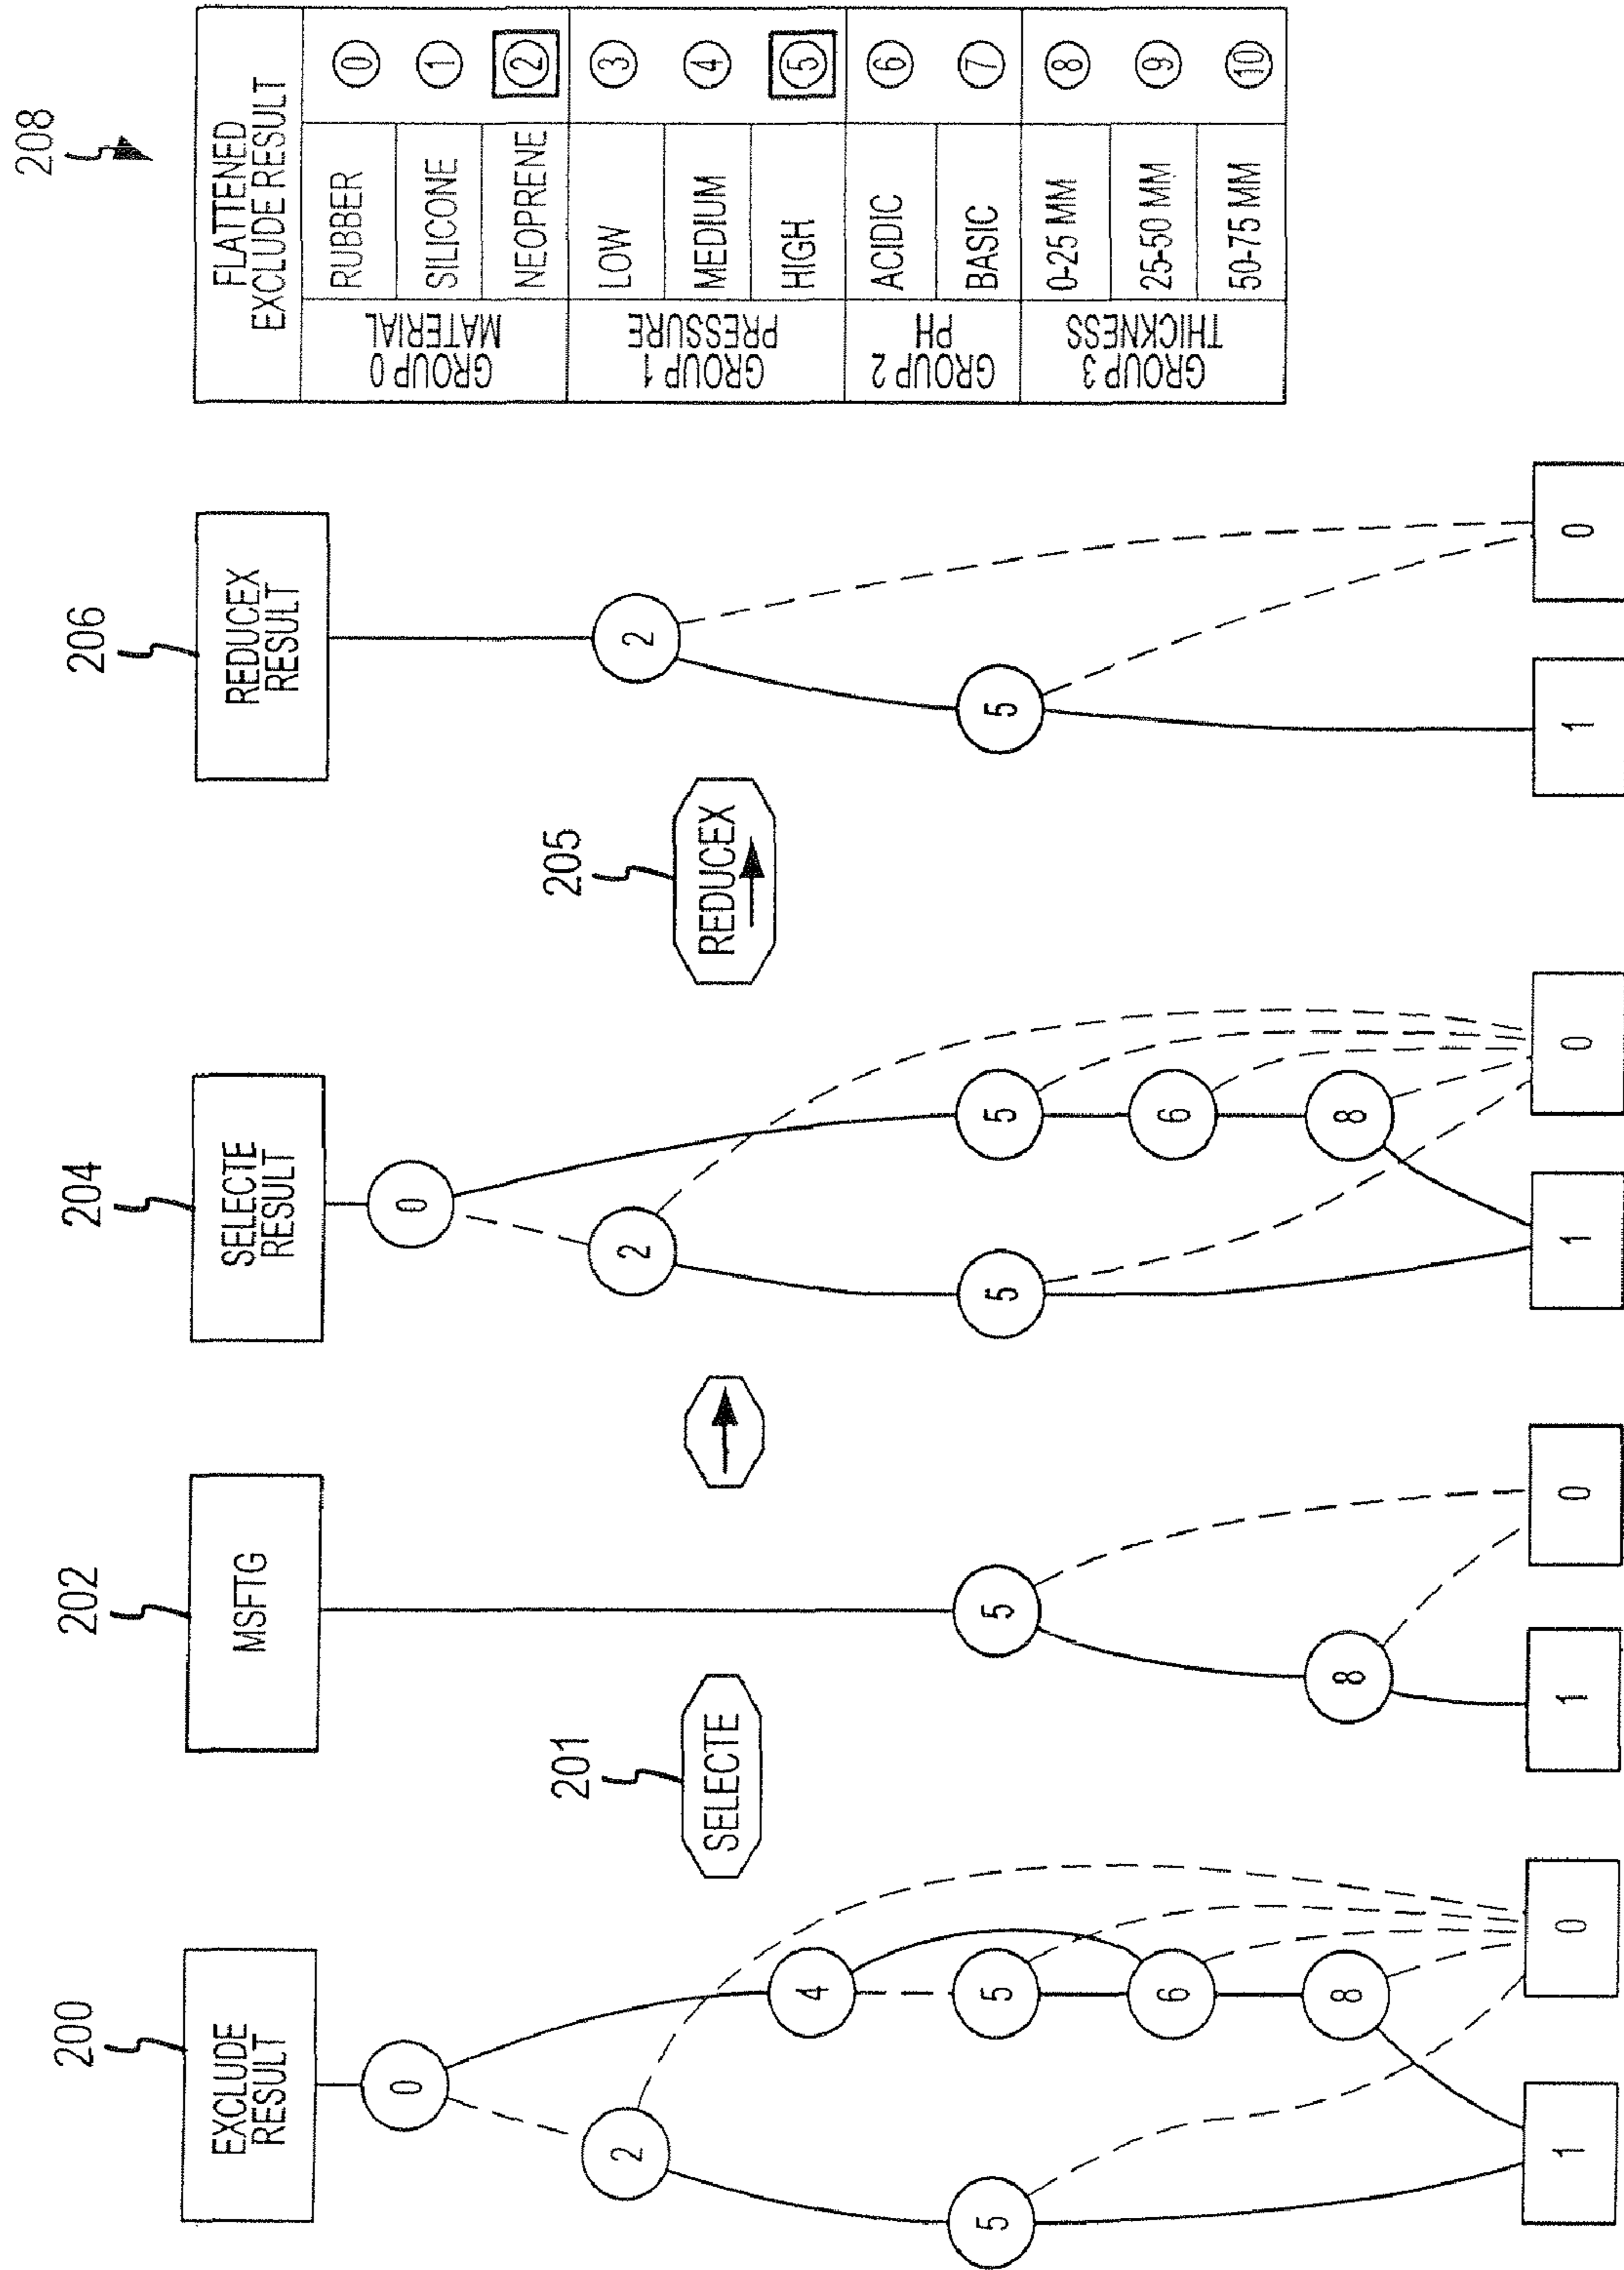 200
EXCLUDE
RESULT
0
2
4
5
5
6
8
1
0
201
SELECTE
202
MSFTG
5
8
1
0
204
SELECTE
RESULT
0
2
5
5
6
8
1
0
205
REDUCEX
206
REDUCEX
RESULT
2
5
1
0
208
FLATTENED
EXCLUDE RESULT
GROUP 0
MATERIAL
RUBBER 0
SILICONE 1
NEOPRENE 2
GROUP 1
PRESSURE
LOW 3
MEDIUM 4
HIGH 5
GROUP 2
PH
ACIDIC 6
BASIC 7
GROUP 3
THICKNESS
0-25 MM 8
25-50 MM 9
50-75 MM 10